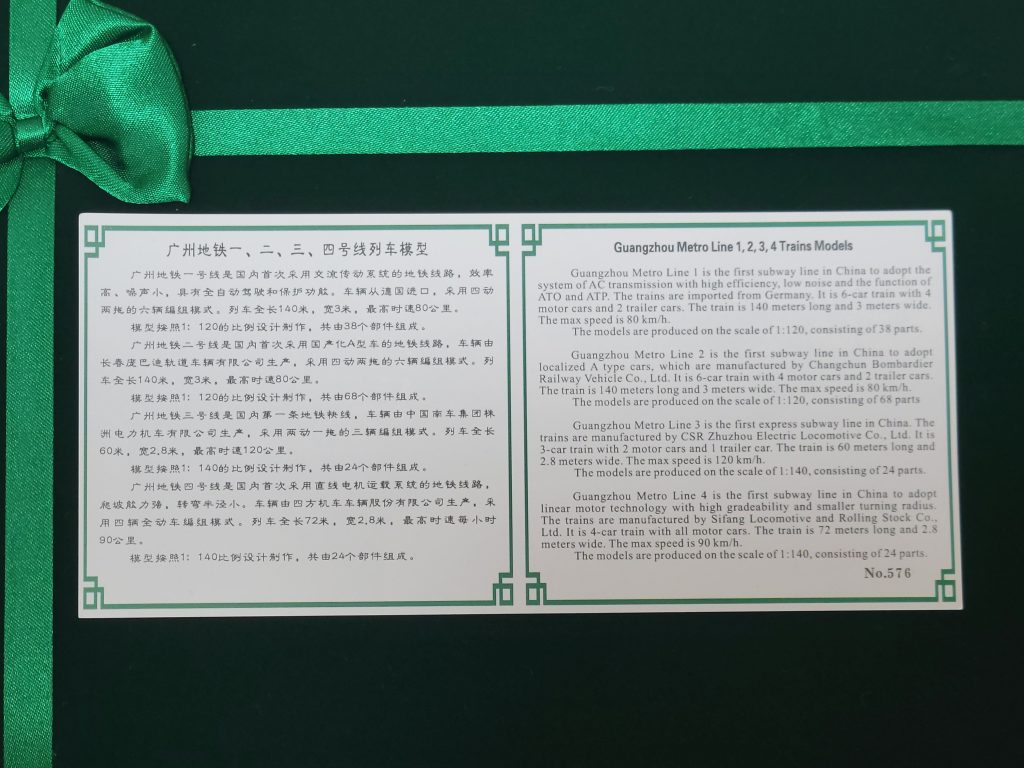 广州地铁一、二、三、四号线列车模型
广州地铁一号线是国内首次采用交流传动系统的地铁线路，效率
高、噪声小，具有全自动驾驶和保护功能。车辆从德国进口，采用四动
两拖的六辆编组模式。列车全长140米，宽3米，最高时速80公里。
模型按照1：120的比例设计制作，共由38个部件组成。
广州地铁二号线是国内首次采用国产化A型车的地铁线路，车辆由
长春庞巴迪轨道车辆有限公司生产，采用四动两拖的六辆编组模式。列
车全长140米，宽3米，最高时速80公里。
模型按照1：120的比例设计制作，共由68个部件组成。
广州地铁三号线是国内第一条地铁快线，车辆由中国南车集团株
洲电力机车有限公司生产，采用两动一拖的三辆编组模式。列车全长
60米，宽2.8米，最高时速120公里。
模型按照1：140的比例设计制作，共由24个部件组成。
广州地铁四号线是国内首次采用直线电机运载系统的地铁线路，
爬坡能力强，转弯半径小。车辆由四方机车车辆股份有限公司生产，采
用四辆全动车编组模式。列车全长72米，宽2.8米，最高时速每小时
90公里。
模型按照1：140比例设计制作，共由24个部件组成。
Guangzhou Metro Line 1, 2, 3, 4 Trains Models
Guangzhou Metro Line 1 is the first subway line in China to adopt the
system of AC transmission with high efficiency, low noise and the function of
ATO and ATP. The trains are imported from Germany. It is 6-car train with 4
motor cars and 2 trailer cars. The train is 140 meters long and 3 meters wide.
The max speed is 80 km/h.
The models are produced on the scale of 1:120, consisting of 38 parts.
Guangzhou Metro Line 2 is the first subway line in China to adopt
localized A type cars, which are manufactured by Changchun Bombardier
Railway Vehicle Co., Ltd. It is 6-car train with 4 motor cars and 2 trailer cars.
The train is 140 meters long and 3 meters wide. The max speed is 80 km/h.
The models are produced on the scale of 1:120, consisting of 68 parts
Guangzhou Metro Line 3 is the first express subway line in China. The
trains are manufactured by CSR Zhuzhou Electric Locomotive Co., Ltd. It is
3-car train with 2 motor cars and 1 trailer car. The train is 60 meters long and
2.8 meters wide. The max speed is 120 km/h.
The models are produced on the scale of 1:140, consisting of 24 parts.
Guangzhou Metro Line 4 is the first subway line in China to adopt
linear motor technology with high gradeability and smaller turning radius.
The trains are manufactured by Sifang Locomotive and Rolling Stock Co.,
Ltd. It is 4-car train with all motor cars. The train is 72 meters long and 2.8
meters wide. The max speed is 90 km/h.
The models are produced on the scale of 1:140, consisting of 24 parts.
No.576